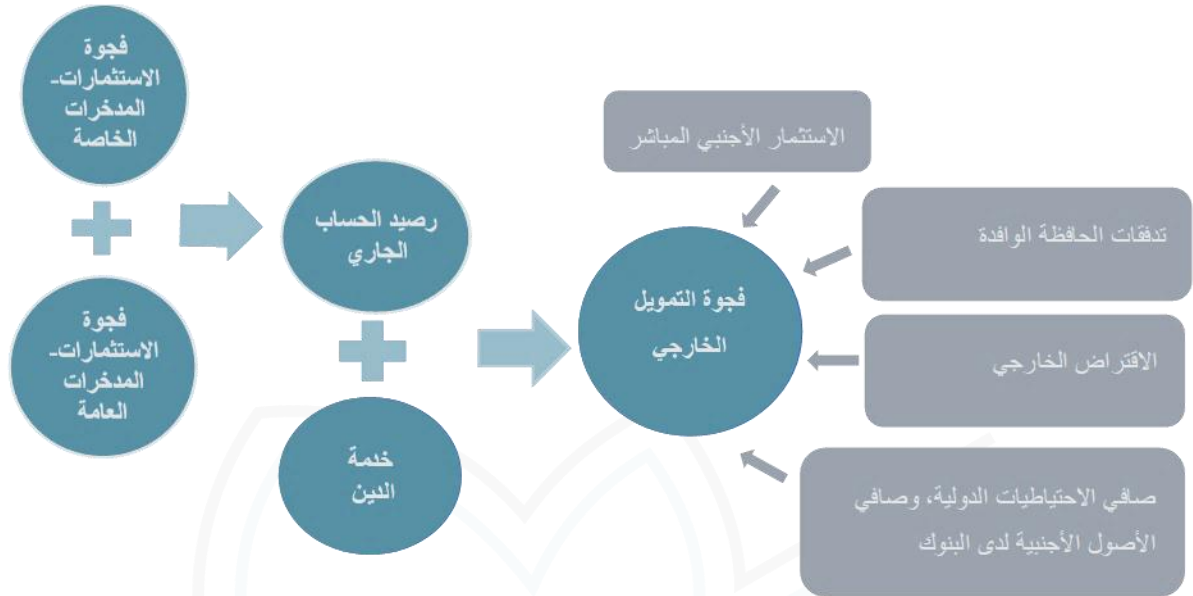 فجوة
الاستثمارات-
المدخرات
الخاصة
فجوة
الاستثمارات-
المدخرات
العامة
رصيد الحساب
الجاري
خدمة
الدين
فجوة التمويل
الخارجي
الاستثمار الأجنبي المباشر
تدفقات الحافظة الوافدة
الاقتراض الخارجي
صافي الاحتياطيات الدولية، وصافي
الأصول الأجنبية لدى البنوك